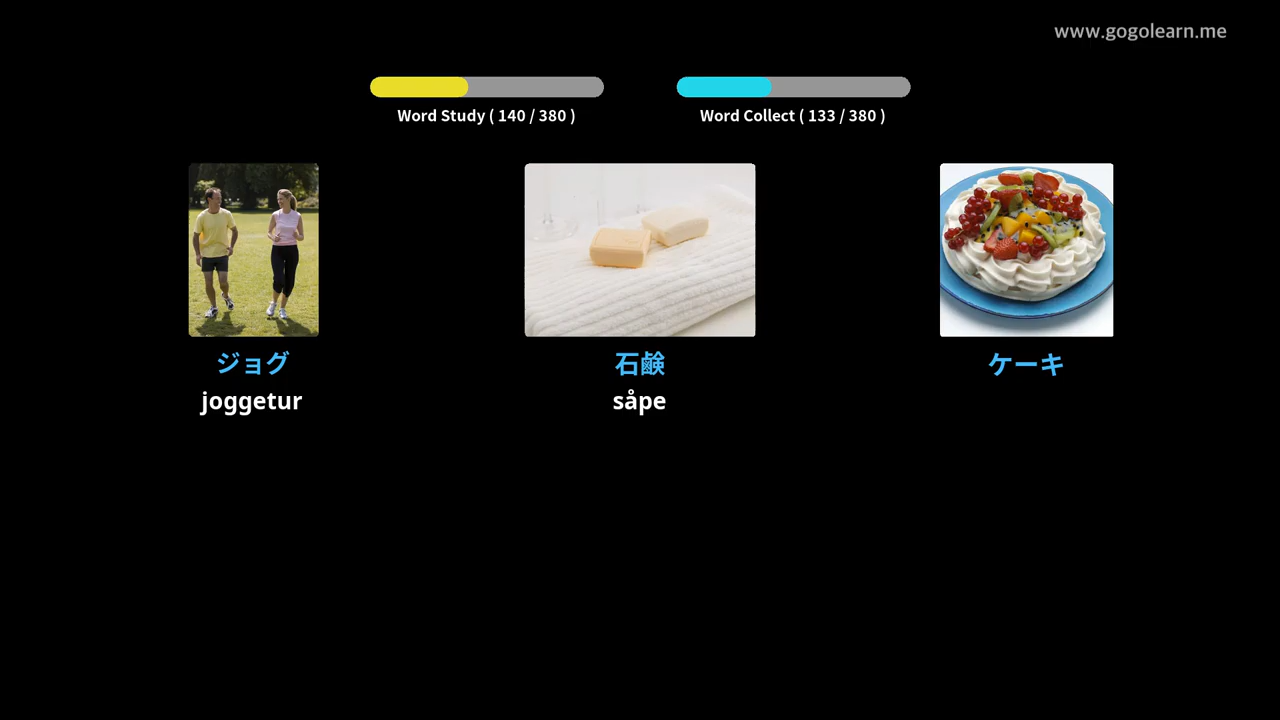 www.gogolearn.me
Word Study ( 140 / 380 )
Word Collect ( 133 / 380 )
ジョグ
joggetur
石鹸
såpe
ケーキ